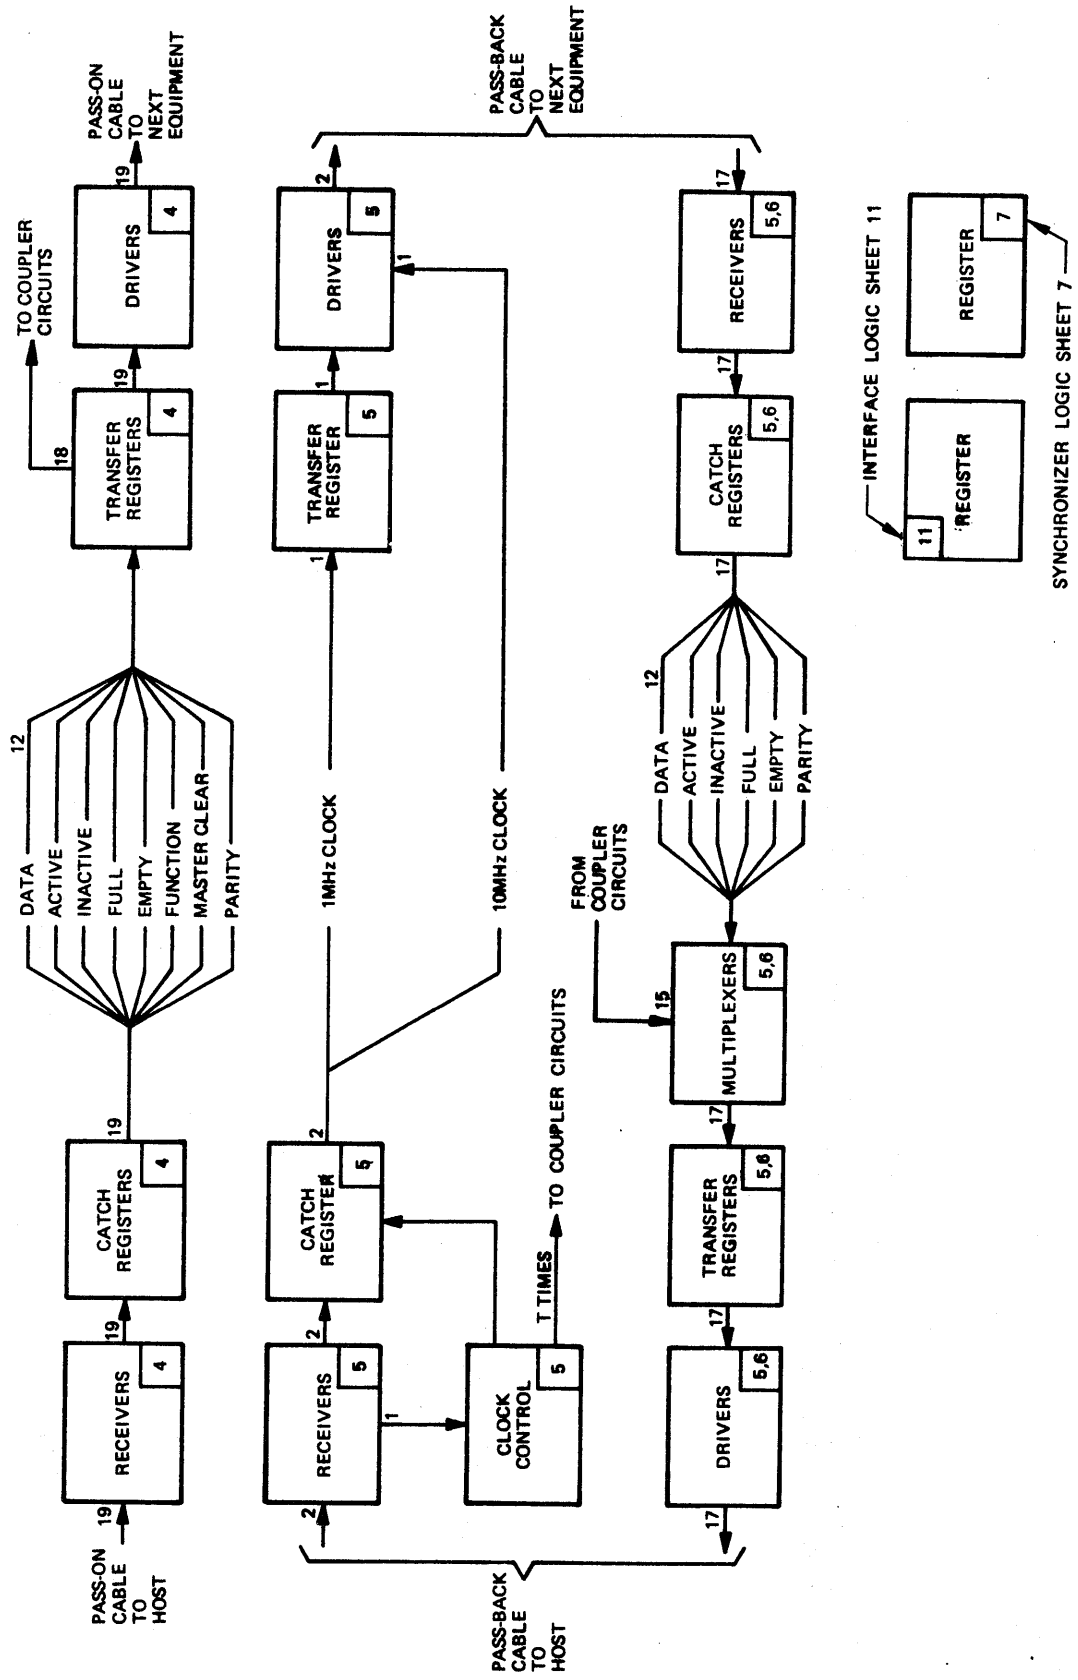 PASS-ON
CABLE
TO
HOST
19
RECEIVERS
4
19
CATCH
REGISTERS
4
19
DATA
12
ACTIVE
INACTIVE
FULL
EMPTY
FUNCTION
MASTER CLEAR
PARITY
TRANSFER
REGISTERS
4
18
TO COUPLER
CIRCUITS
19
DRIVERS
4
19
PASS-ON
CABLE
TO
NEXT
EQUIPMENT
PASS-BACK
CABLE
TO
HOST
2
RECEIVERS
5
2
CATCH
REGISTER
5
2
1MHz CLOCK
1
TRANSFER
REGISTER
5
1
DRIVERS
5
2
1
10MHz CLOCK
PASS-BACK
CABLE
TO
NEXT
EQUIPMENT
1
CLOCK
CONTROL
5
T TIMES
TO COUPLER CIRCUITS
17
DRIVERS
5,6
17
TRANSFER
REGISTERS
5,6
17
MULTIPLEXERS
5,6
15
FROM
COUPLER
CIRCUITS
DATA
12
ACTIVE
INACTIVE
FULL
EMPTY
PARITY
17
CATCH
REGISTERS
5,6
17
RECEIVERS
5,6
17
INTERFACE LOGIC SHEET 11
11
REGISTER
REGISTER
7
SYNCHRONIZER LOGIC SHEET 7